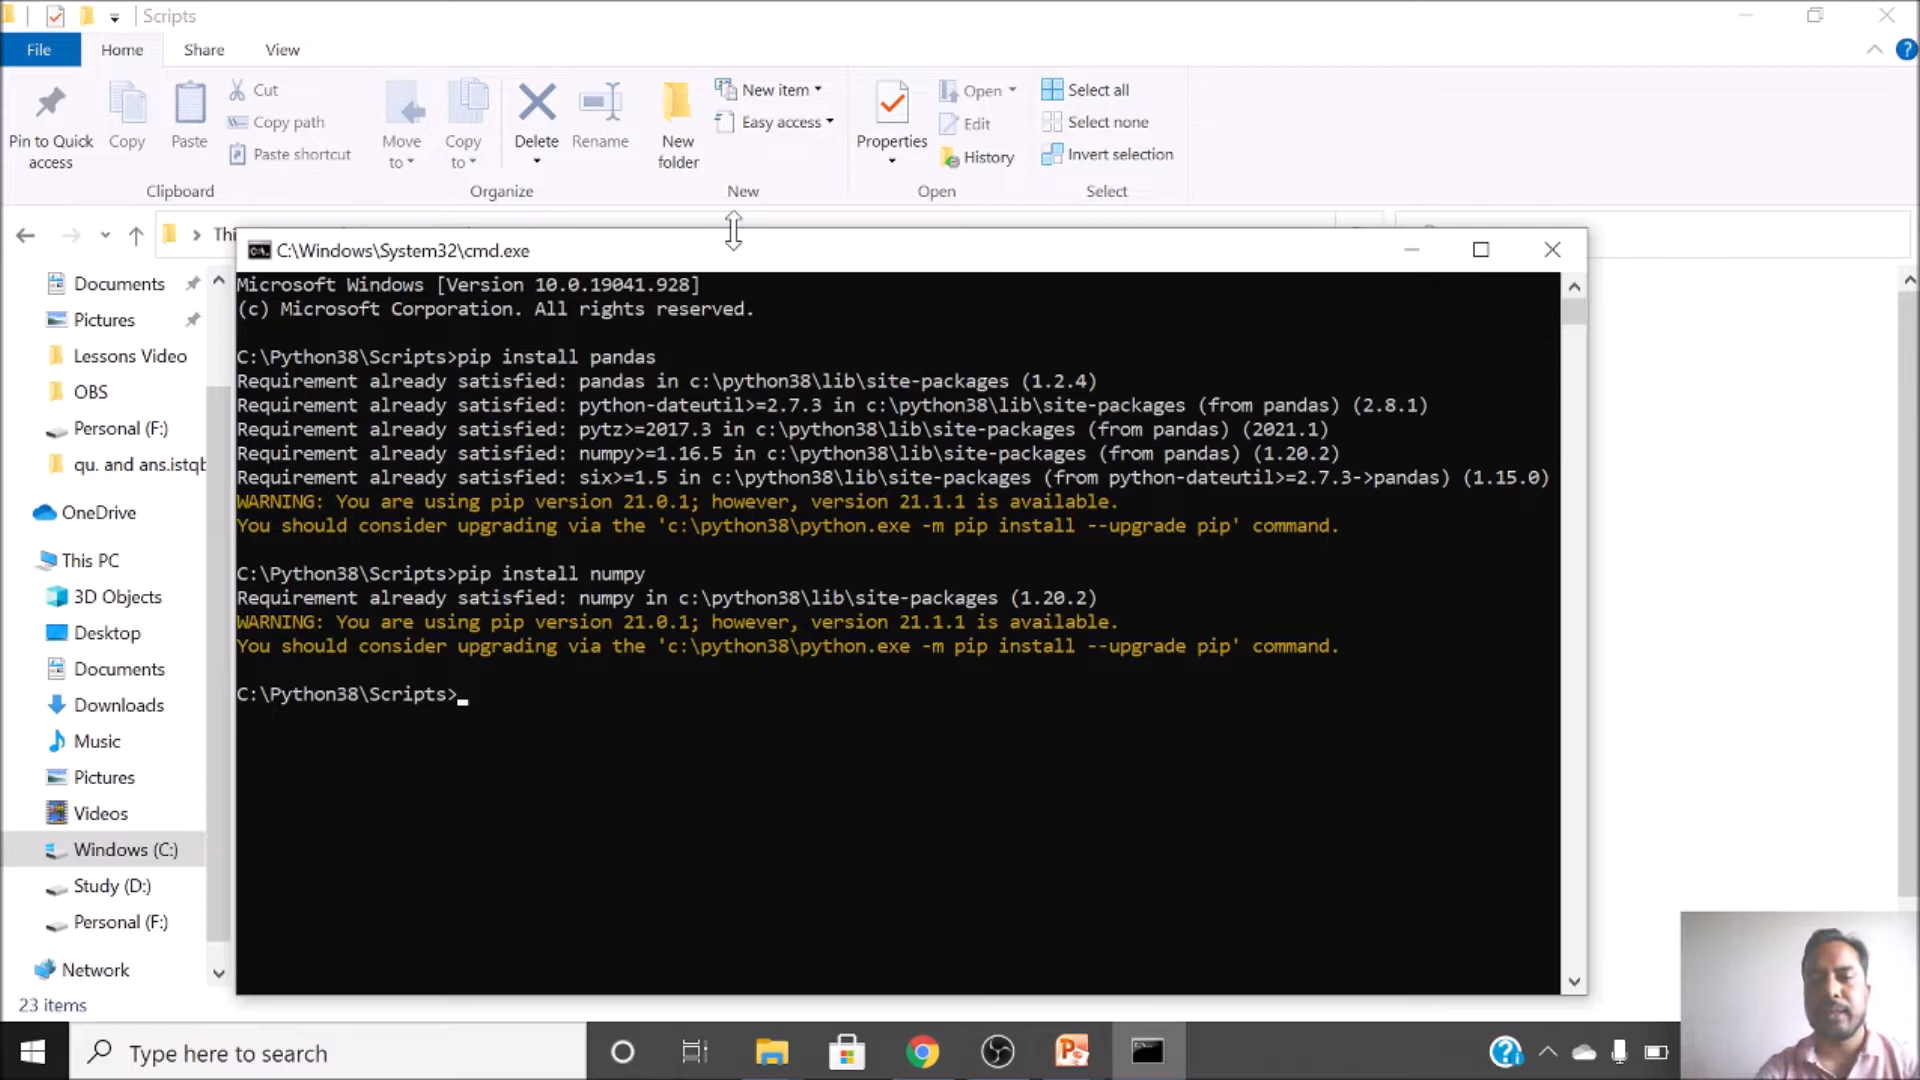 Scripts
File Home Share View
Pin to Quick access
Copy
Paste
Cut
Copy path
Paste shortcut
Clipboard
Move to
Copy to
Delete
Rename
Organize
New folder
New item
Easy access
New
Properties
Open
Edit
History
Open
Select all
Select none
Invert selection
Select
Thi
C:\Windows\System32\cmd.exe
Documents
Pictures
Lessons Video
OBS
Personal (F:)
qu. and ans.istqb
OneDrive
This PC
3D Objects
Desktop
Documents
Downloads
Music
Pictures
Videos
Windows (C:)
Study (D:)
Personal (F:)
Network
23 items
Microsoft Windows [Version 10.0.19041.928]
(c) Microsoft Corporation. All rights reserved.
C:\Python38\Scripts>pip install pandas
Requirement already satisfied: pandas in c:\python38\lib\site-packages (1.2.4)
Requirement already satisfied: python-dateutil>=2.7.3 in c:\python38\lib\site-packages (from pandas) (2.8.1)
Requirement already satisfied: pytz>=2017.3 in c:\python38\lib\site-packages (from pandas) (2021.1)
Requirement already satisfied: numpy>=1.16.5 in c:\python38\lib\site-packages (from pandas) (1.20.2)
Requirement already satisfied: six>=1.5 in c:\python38\lib\site-packages (from python-dateutil>=2.7.3->pandas) (1.15.0)
WARNING: You are using pip version 21.0.1; however, version 21.1.1 is available.
You should consider upgrading via the 'c:\python38\python.exe -m pip install --upgrade pip' command.
C:\Python38\Scripts>pip install numpy
Requirement already satisfied: numpy in c:\python38\lib\site-packages (1.20.2)
WARNING: You are using pip version 21.0.1; however, version 21.1.1 is available.
You should consider upgrading via the 'c:\python38\python.exe -m pip install --upgrade pip' command.
C:\Python38\Scripts>
Type here to search